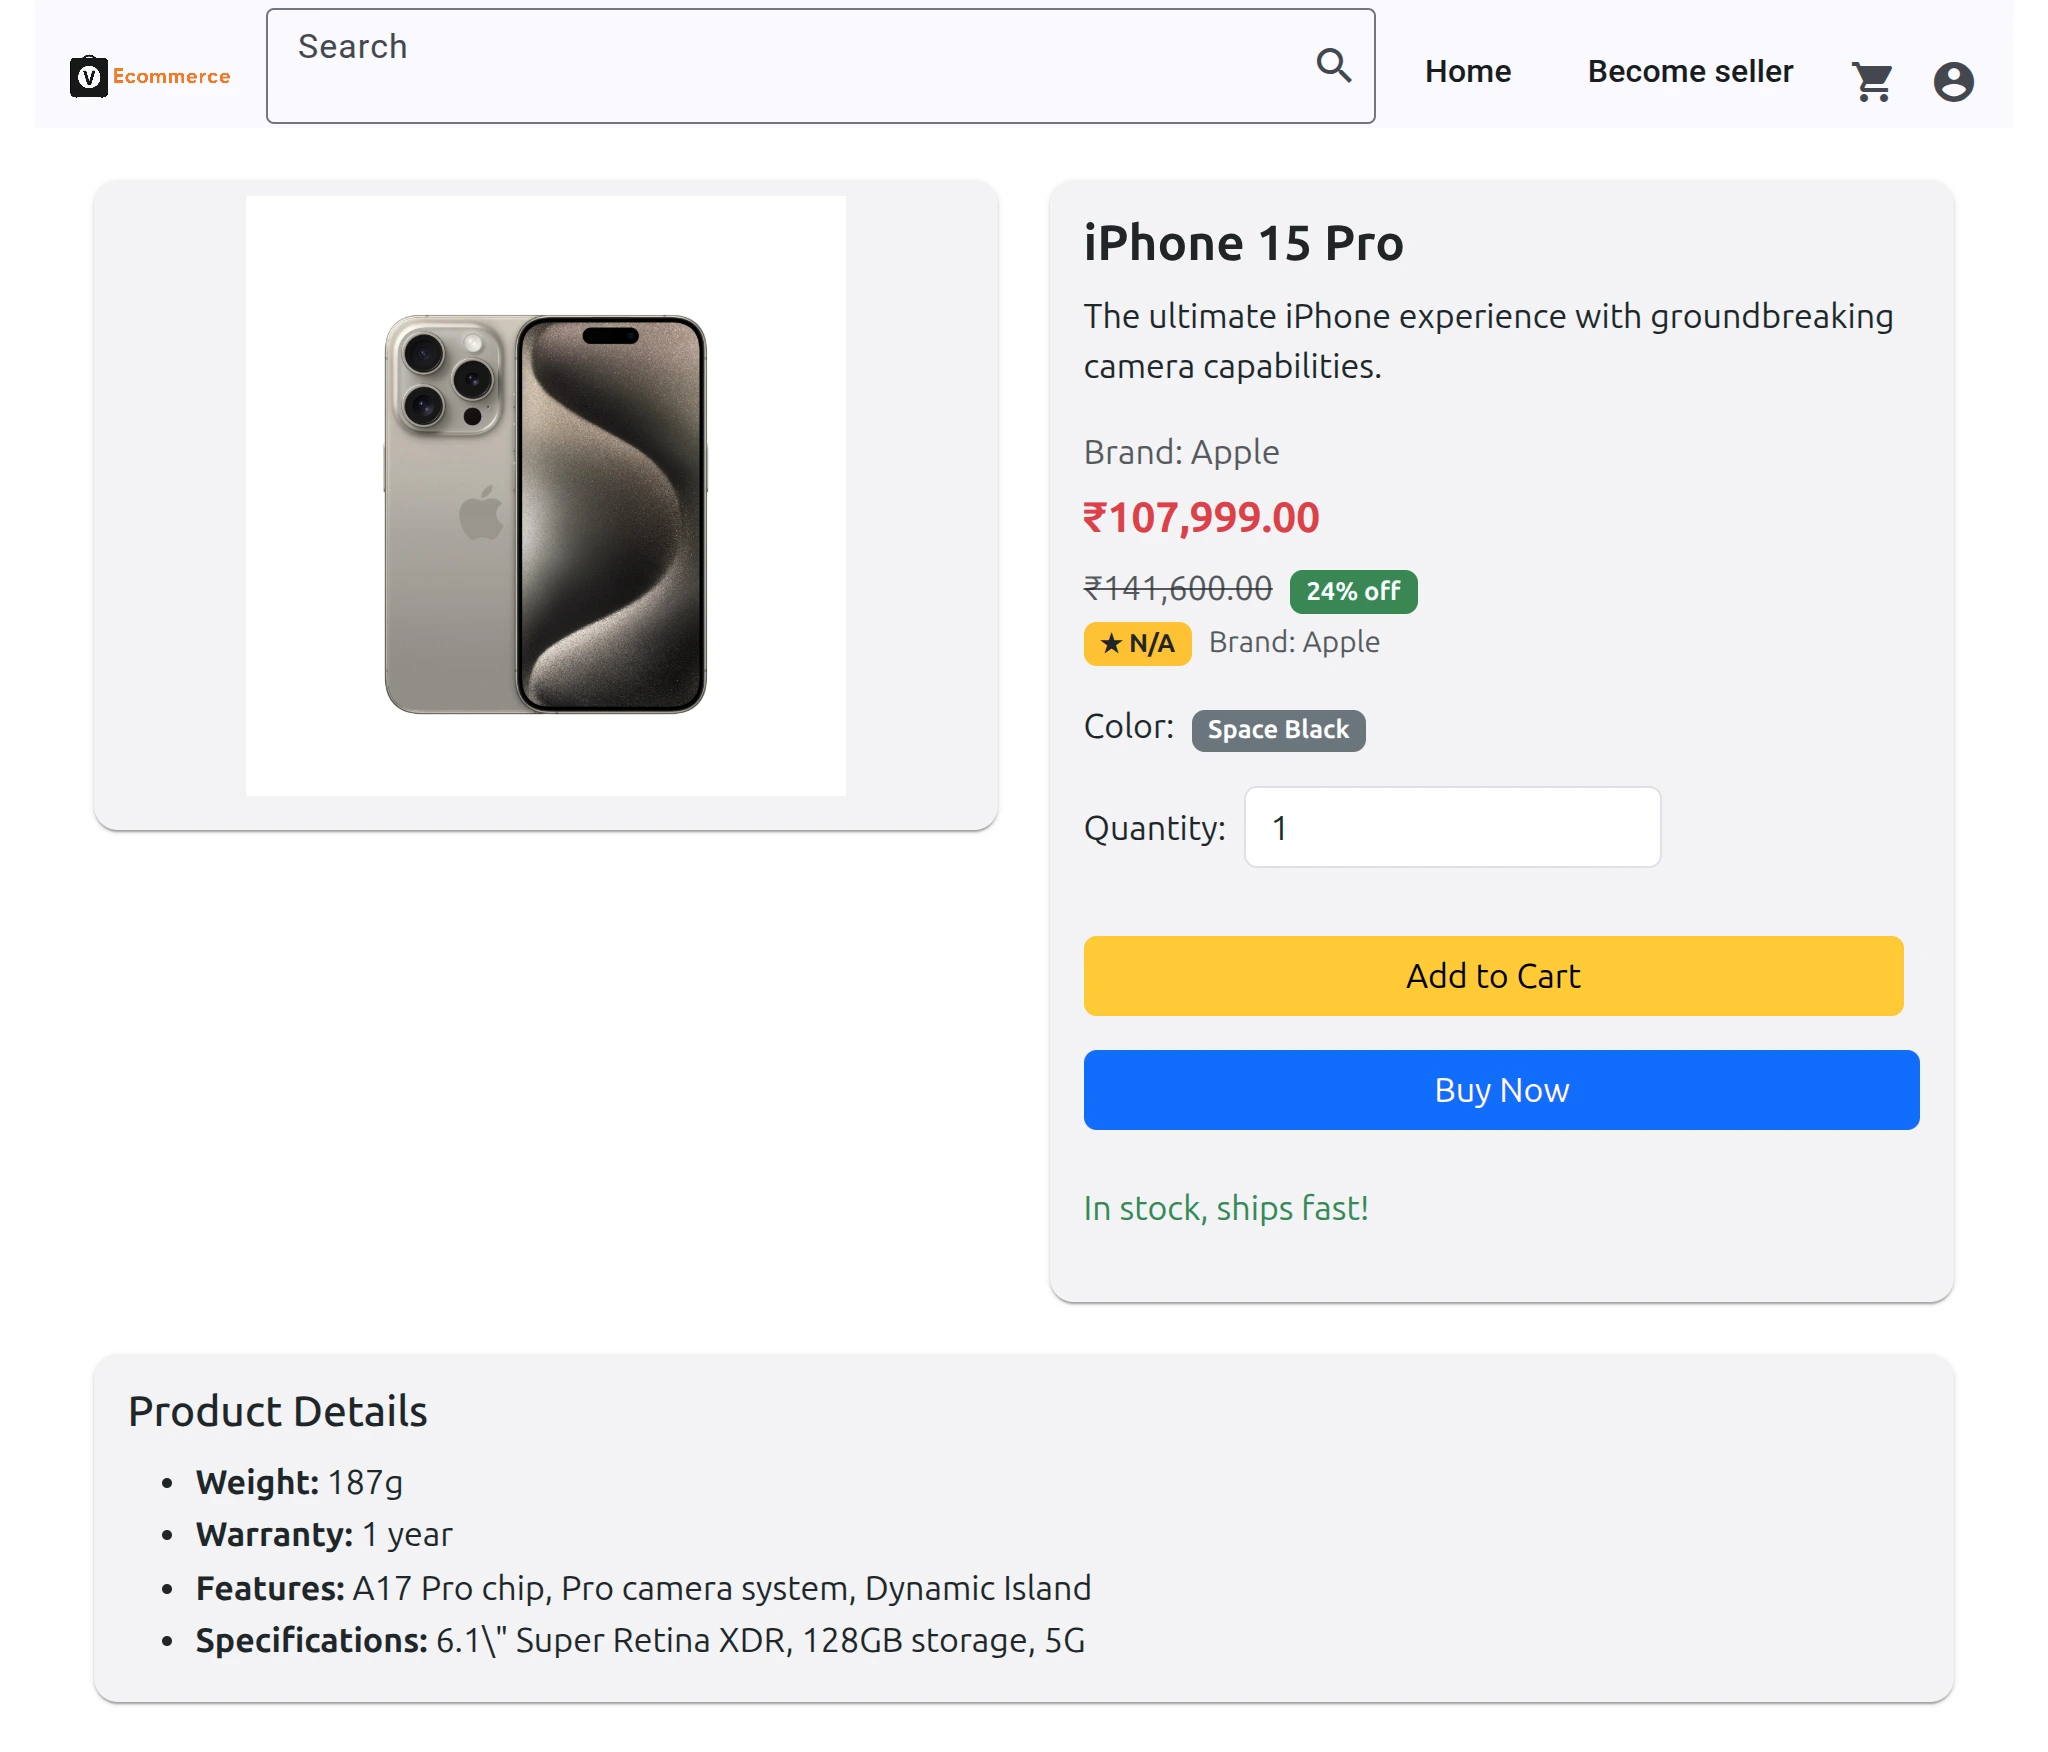 V Ecommerce
Search
Home
Become seller
iPhone 15 Pro
The ultimate iPhone experience with groundbreaking
camera capabilities.
Brand: Apple
₹107,999.00
₹141,600.00 24% off
★ N/A Brand: Apple
Color: Space Black
Quantity: 1
Add to Cart
Buy Now
In stock, ships fast!
Product Details
• Weight: 187g
• Warranty: 1 year
• Features: A17 Pro chip, Pro camera system, Dynamic Island
• Specifications: 6.1\" Super Retina XDR, 128GB storage, 5G